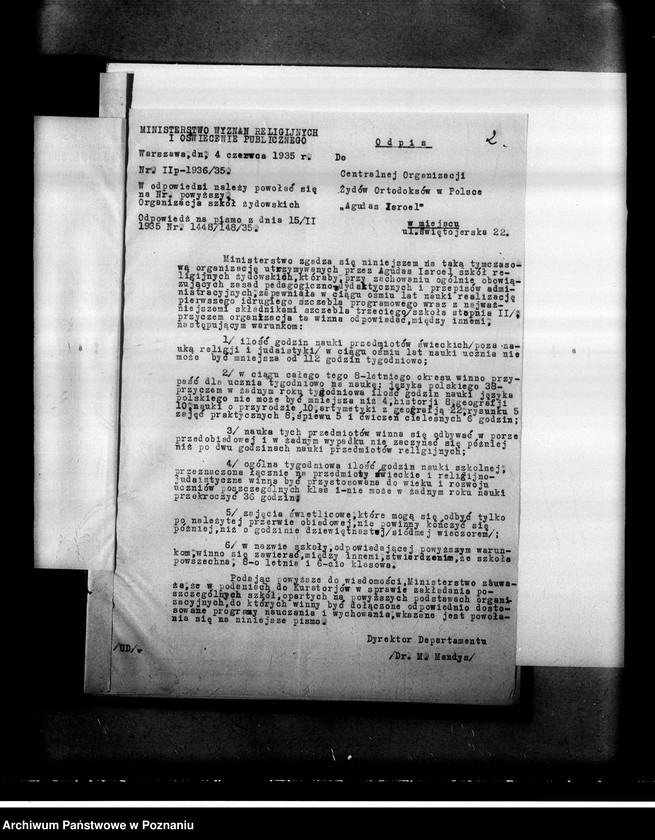 MINISTERSTWO WYZNAŃ RELIGIJNYCH
I OŚWIECENIE PUBLICZNEGO
Odpis
2.
Warszawa,dn. 4 czerwca 1935 r.
Do
Nr. IIp-1936/35.
Centralnej Organizacji
W odpowiedzi należy powołać się
na Nr. powyższy.
Żydów Ortodoksów w Polsce
Organizacja szkół żydowskich
„Agudas Isroel"
Odpowiedź na pismo z dnia 15/II
1935 Nr. 1448/148/35.
w miejscu
ul.Świętojerska 22.
Ministerstwo zgadza się niniejszem na taką tymczaso-
wą organizację utrzymywanych przez Agudas Isroel szkół re-
ligijnych żydowskich,któraby,przy zachowaniu ogólnie obowią-
zujących zasad pedagogiczno-dydaktycznych i przepisów admi-
nistracyjnych,zapewniała w ciągu ośmiu lat nauki realizację
pierwszego idrugiego szczebla programowego wraz z najważ-
niejszemi składnikami szczebla trzeciego/szkoła stopnia II/,
przyczem organizacja ta winna odpowiadać,między innemi,
następującym warunkom:
1/ ilość godzin nauki przedmiotów świeckich/poza na-
uką religji i judaistyki/ w ciągu ośmiu lat nauki ucznia nie
może być mniejsza od 112 godzin tygodniowo;
2/ w ciągu całego tego 8-letniego okresu winno przy-
paść dla ucznia tygodniowo na naukę: języka polskiego 38-
przyczem w żadnym roku tygodniowa ilość godzin nauki języka
polskiego nie może być mniejsza niż 4,historji 8,geografji
10,nauki o przyrodzie 10,artymetyki z geografją 22,rysunku 5
zajęć praktycznych 8,śpiewu 5 i ćwiczeń cielesnych 6 godzin;
3/ nauka tych przedmiotów winna się odbywać w porze
przedobiadowej i w żadnym wypadku nie zaczynać się później
niż po dwu godzinach nauki przedmiotów religijnych;
4/ ogólna tygodniowa ilość godzin nauki szkolnej,
przeznaczona łącznie na przedmioty świeckie i religijno-
judaistyczne winna być przystosowana do wieku i rozwoju
uczniów poszczególnych klas i-nie może w żadnym roku nauki
przekroczyć 36 godzin;
5/ zajęcia świetlicowe,które mogą się odbyć tylko
po należytej przerwie obiadowej,nie powinny kończyć się
później,niż o godzinie dziewiętnastej/siódmej wieczorem/;
6/ w nazwie szkoły,odpowiadającej powyższym warun-
kom,winno się zawierać,między innemi,stwierdzenie,że szkoła
powszechna, 8-o letnia i 6-cio klasowa.
Podając powyższe do wiadomości,Ministerstwo zauwa-
ża,że w podaniach do Kuratorjów w sprawie zakładania po-
szczególnych szkół,opartych na powyższych podstawach organi-
zacyjnych,do których winny być dołączone odpowiednio dosto-
sowane programy nauczania i wychowania,wkazane jest powoła-
nia się na niniejsze pismo.
Dyrektor Departamentu
/UD/.
/Dr. M. Mendys/
Archiwum Państwowe w Poznaniu